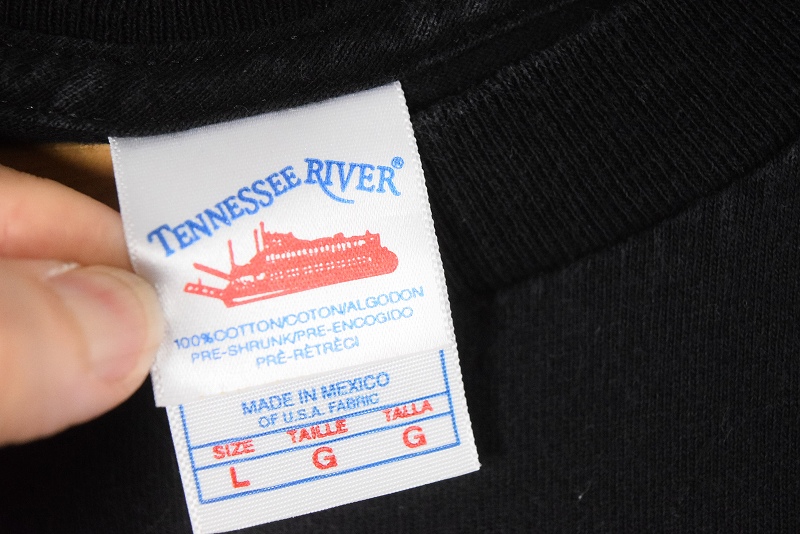 TENNESSEE RIVER®
100%COTTON/COTON/ALGODON
PRE-SHRUNK/PRE-ENCOGIDO
PRÉ-RÉTRÉCI
MADE IN MEXICO
OF U.S.A. FABRIC
SIZE TAILLE TALLA
L G G